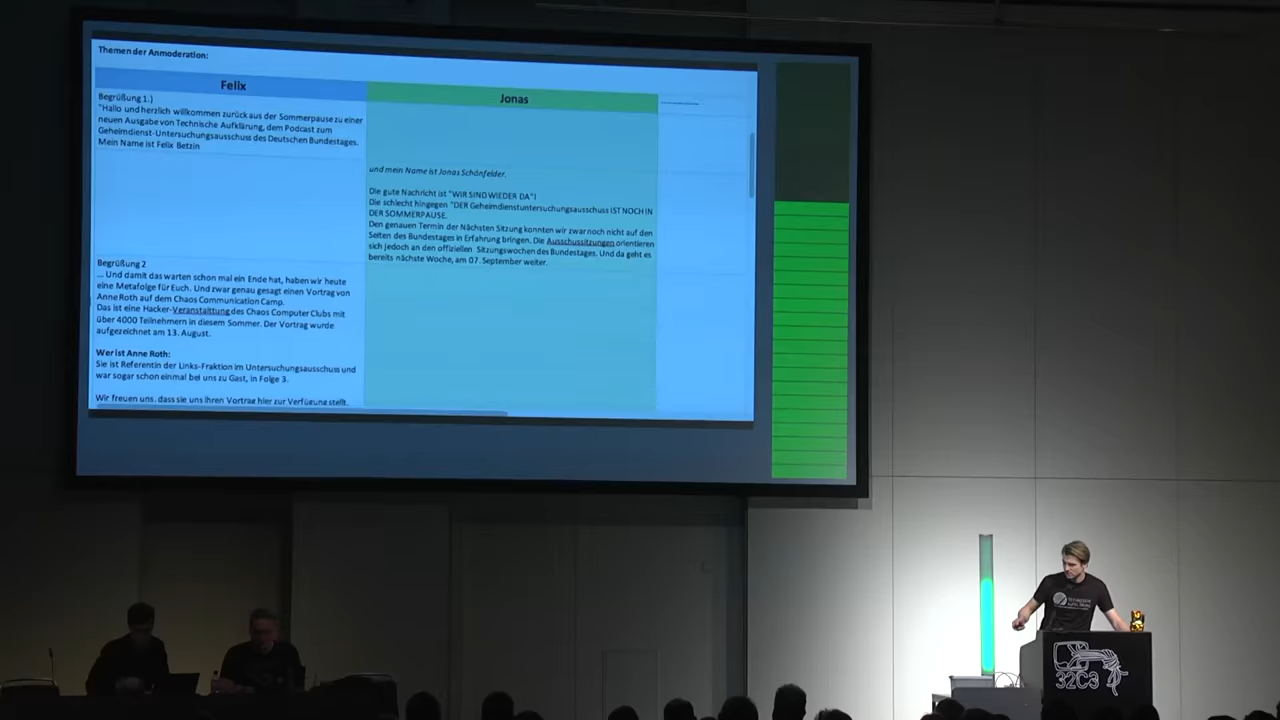 Themen der Anmoderation:
Felix
Begrüßung 1.)
"Hallo und herzlich willkommen zurück aus der Sommerpause zu einer
neuen Ausgabe von Technische Aufklärung, dem Podcast zum
Geheimdienst-Untersuchungsausschuss des Deutschen Bundestages.
Mein Name ist Felix Betzin
Jonas
und mein Name ist Jonas Schönfelder.
Die gute Nachricht ist "WIR SIND WIEDER DA"!
Die schlecht hingegen "DER Geheimdienstuntersuchungsausschuss IST NOCH IN
DER SOMMERPAUSE.
Den genauen Termin der Nächsten Sitzung konnten wir zwar noch nicht auf den
Seiten des Bundestages in Erfahrung bringen. Die Ausschussitzungen orientieren
sich jedoch an den offiziellen Sitzungswochen des Bundestages. Und da geht es
bereits nächste Woche, am 07. September weiter.
Begrüßung 2
... Und damit das warten schon mal ein Ende hat, haben wir heute
eine Metafolge für Euch. Und zwar genau gesagt einen Vortrag von
Anne Roth auf dem Chaos Communication Camp.
Das ist eine Hacker-Veranstalttung des Chaos Computer Clubs mit
über 4000 Teilnehmern in diesem Sommer. Der Vortrag wurde
aufgezeichnet am 13. August.
Wer ist Anne Roth:
Sie ist Referentin der Links-Fraktion im Untersuchungsausschuss und
war sogar schon einmal bei uns zu Gast, in Folge 3.
Wir freuen uns, dass sie uns ihren Vortrag hier zur Verfügung stellt.
TECHNISCHE
AUFKLÄRUNG
32C3